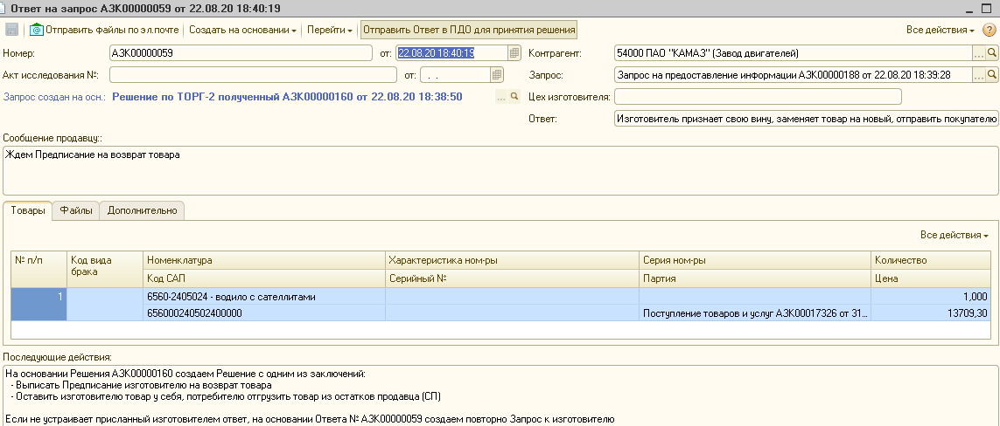 Ответ на запрос АЗК00000059 от 22.08.20 18:40:19
Отправить файлы по эл.почте Создать на основании Перейти Отправить Ответ в ПДО для принятия решения Все действия
Номер: АЗК00000059 от: 22.08.20 18:40:19 Контрагент: 54000 ПАО "КАМАЗ" (Завод двигателей) ...
Акт исследования №: от: . . Запрос: Запрос на предоставление информации АЗК00000188 от 22.08.20 18:39:28 ...
Запрос создан на осн.: Решение по ТОРГ-2 полученный АЗК00000160 от 22.08.20 18:38:50 ... Цех изготовителя:
Ответ: Изготовитель признает свою вину, заменяет товар на новый, отправить покупателю
Сообщение продавцу::
Ждем Предписание на возврат товара
Товары Файлы Дополнительно
Все действия
№ п/п Код вида брака Номенклатура Характеристика ном-ры Серия ном-ры Количество
Код САП Серийный № Партия Цена
1 6560-2405024 - водило с сателлитами 1,000
656000240502400000 Поступление товаров и услуг АЗК00017326 от 31... 13709,30
Последующие действия:
На основании Решения АЗК00000160 создаем Решение с одним из заключений:
- Выписать Предписание изготовителю на возврат товара
- Оставить изготовителю товар у себя, потребителю отгрузить товар из остатков продавца (СП)
Если не устраивает присланный изготовителем ответ, на основании Ответа № АЗК00000059 создаем повторно Запрос к изготовителю